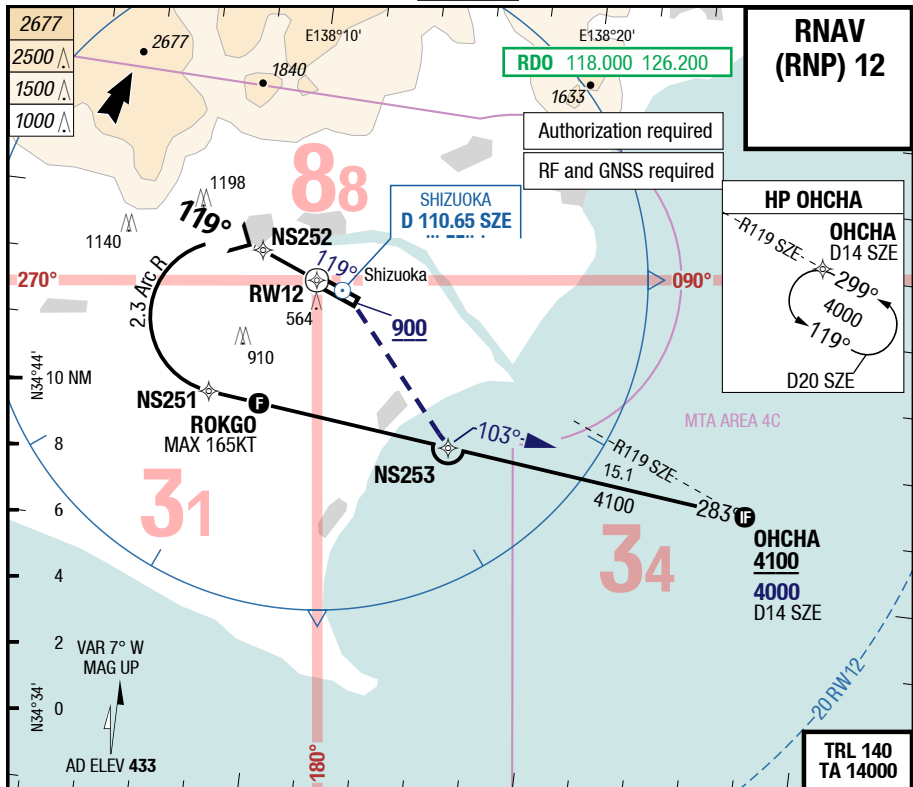 2677
2500
1500
1000
2677
E138°10'
1840
E138°20'
RDO 118.000 126.200
1633
RNAV
(RNP) 12
Authorization required
RF and GNSS required
88
1198
1140
119°
NS252
SHIZUOKA
D 110.65 SZE
HP OHCHA
OHCHA
D14 SZE
R119 SZE
299°
4000
119°
D20 SZE
270°
119°
Shizuoka
090°
RW12
2.3 Arc R
564
900
910
N34°44'
10 NM
NS251
F
ROKGO
MAX 165KT
MTA AREA 4C
8
103°
R119 SZE
NS253
15.1
4100
283°
IF
31
6
34
OHCHA
4100
4000
D14 SZE
4
2
VAR 7° W
MAG UP
N34°34'
0
20 RW12
180°
AD ELEV 433
TRL 140
TA 14000